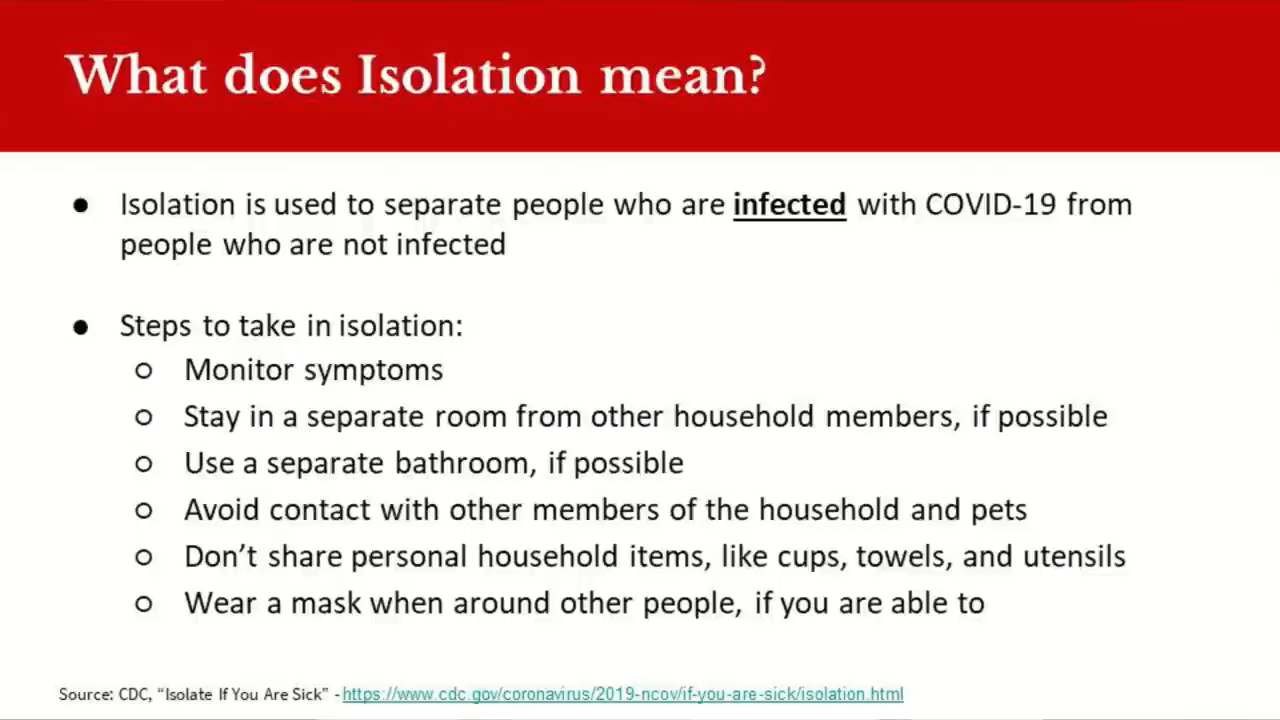 What does Isolation mean?
● Isolation is used to separate people who are infected with COVID-19 from
people who are not infected
● Steps to take in isolation:
○ Monitor symptoms
○ Stay in a separate room from other household members, if possible
○ Use a separate bathroom, if possible
○ Avoid contact with other members of the household and pets
○ Don’t share personal household items, like cups, towels, and utensils
○ Wear a mask when around other people, if you are able to
Source: CDC, “Isolate If You Are Sick” - https://www.cdc.gov/coronavirus/2019-ncov/if-you-are-sick/isolation.html